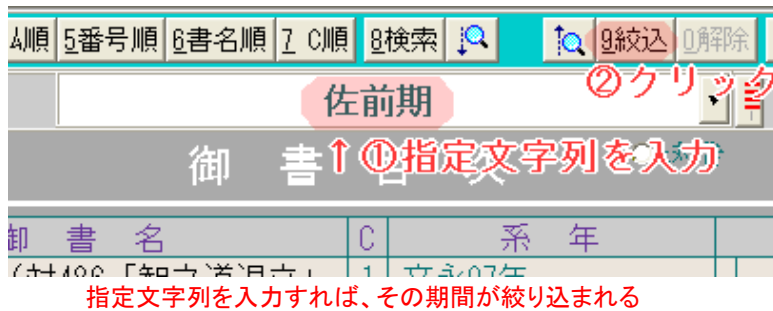 A順 5番号順 6書名順 7 C順 8検索 9絞込 0解除
②クリック
佐前期
↑①指定文字列を入力
御 書
御 書 名 C 系 年
1 文永07年
指定文字列を入力すれば、その期間が絞り込まれる